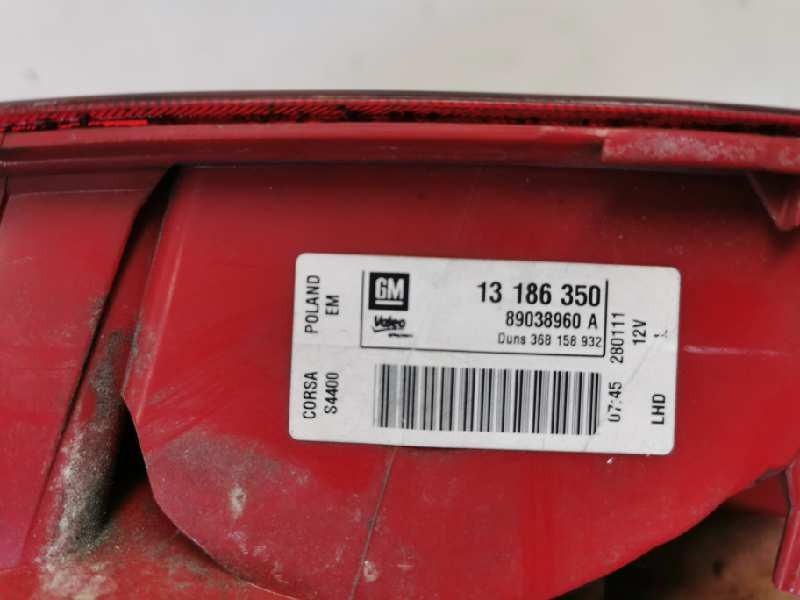 POLAND
EM
GM
13 186 350
89038960 A
Valeo
Duns 368 158 932
CORSA
S4400
07:45 280111
12V
LHD